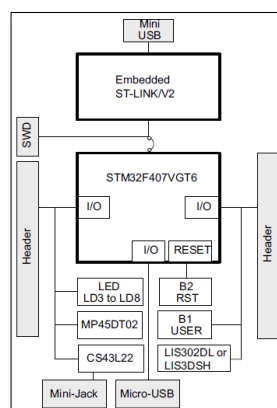 Mini
USB
Embedded
ST-LINK/V2
SWD
STM32F407VGT6
I/O
I/O
Header
Header
I/O
RESET
LED
LD3 to LD8
B2
RST
MP45DT02
B1
USER
CS43L22
LIS302DL or
LIS3DSH
Mini-Jack
Micro-USB